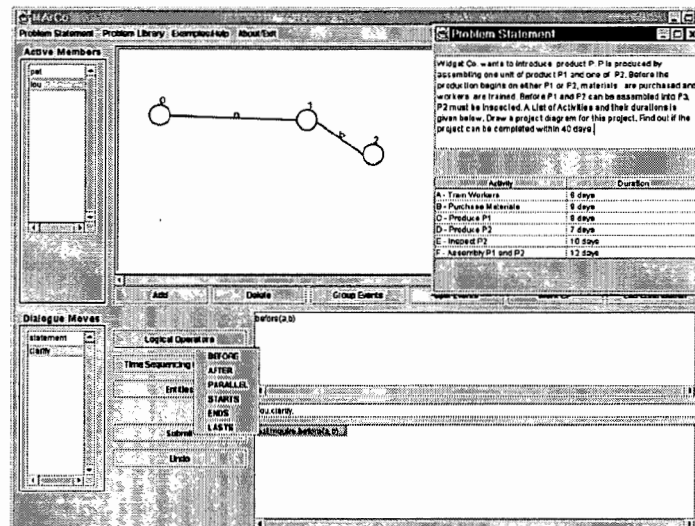 MArCo
Problem Statement Problem Library Examples Help About/Exit
Active Members
pat
lou
0
1
2
Problem Statement
Widget Co. wants to introduce product P. P is produced by
assembling one unit of product P1 and one of P2. Before the
production begins on either P1 or P2, materials are purchased and
workers are trained. Before P1 and P2 can be assembled into P3,
P2 must be inspected. A List of Activities and their durations is
given below. Draw a project diagram for this project. Find out if the
project can be completed within 40 days.
Activity Duration
A - Train Workers 6 days
B - Purchase Materials 9 days
C - Produce P1 8 days
D - Produce P2 7 days
E - Inspect P2 10 days
F - Assembly P1 and P2 12 days
Add Delete Group Events
Dialogue Moves
statement
clarify
Logical Operators
Time Sequencing
Entities
Submit
Undo
BEFORE
AFTER
PARALLEL
STARTS
ENDS
LASTS
before(a,b)
lou.clarify.